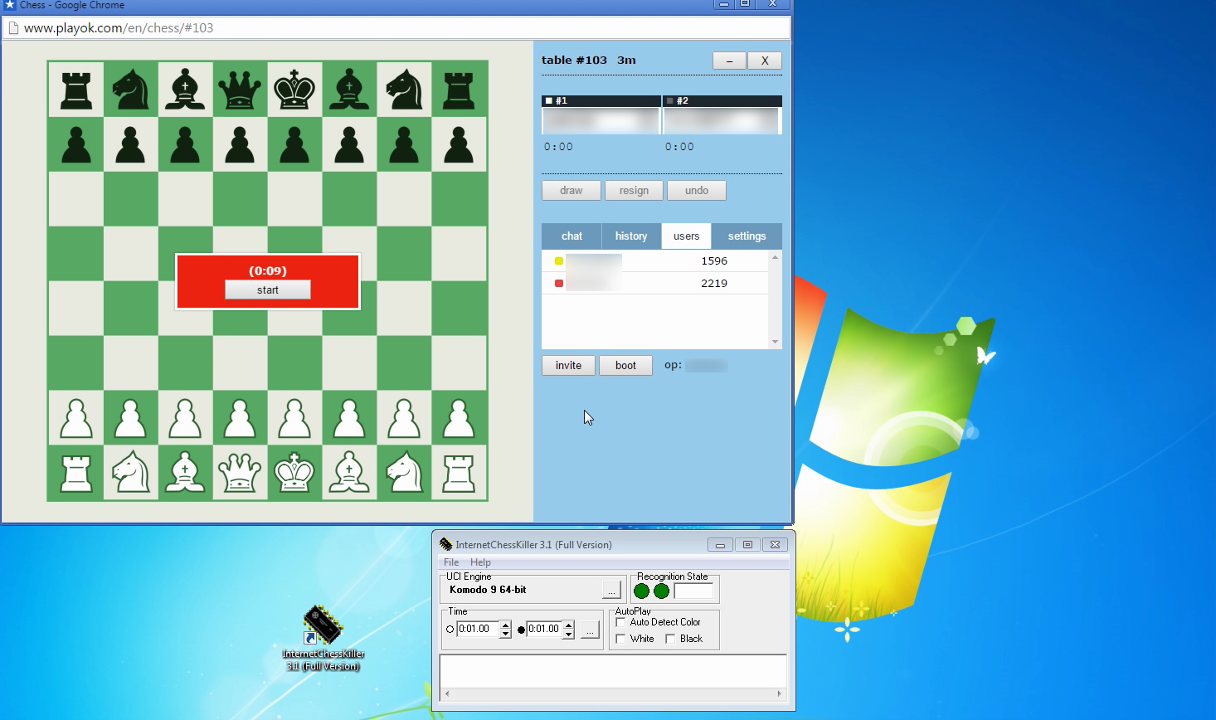 Chess - Google Chrome
www.playok.com/en/chess/#103
table #103 3m
– X
#1 #2
0:00 0:00
draw resign undo
chat history users settings
1596
2219
(0:09)
start
invite boot op:
InternetChessKiller 3.1 (Full Version)
File Help
UCI Engine
Komodo 9 64-bit
...
Recognition State
Time
0:01.00 0:01.00 ...
AutoPlay
Auto Detect Color
White Black
InternetChessKiller
3.1 (Full Version)